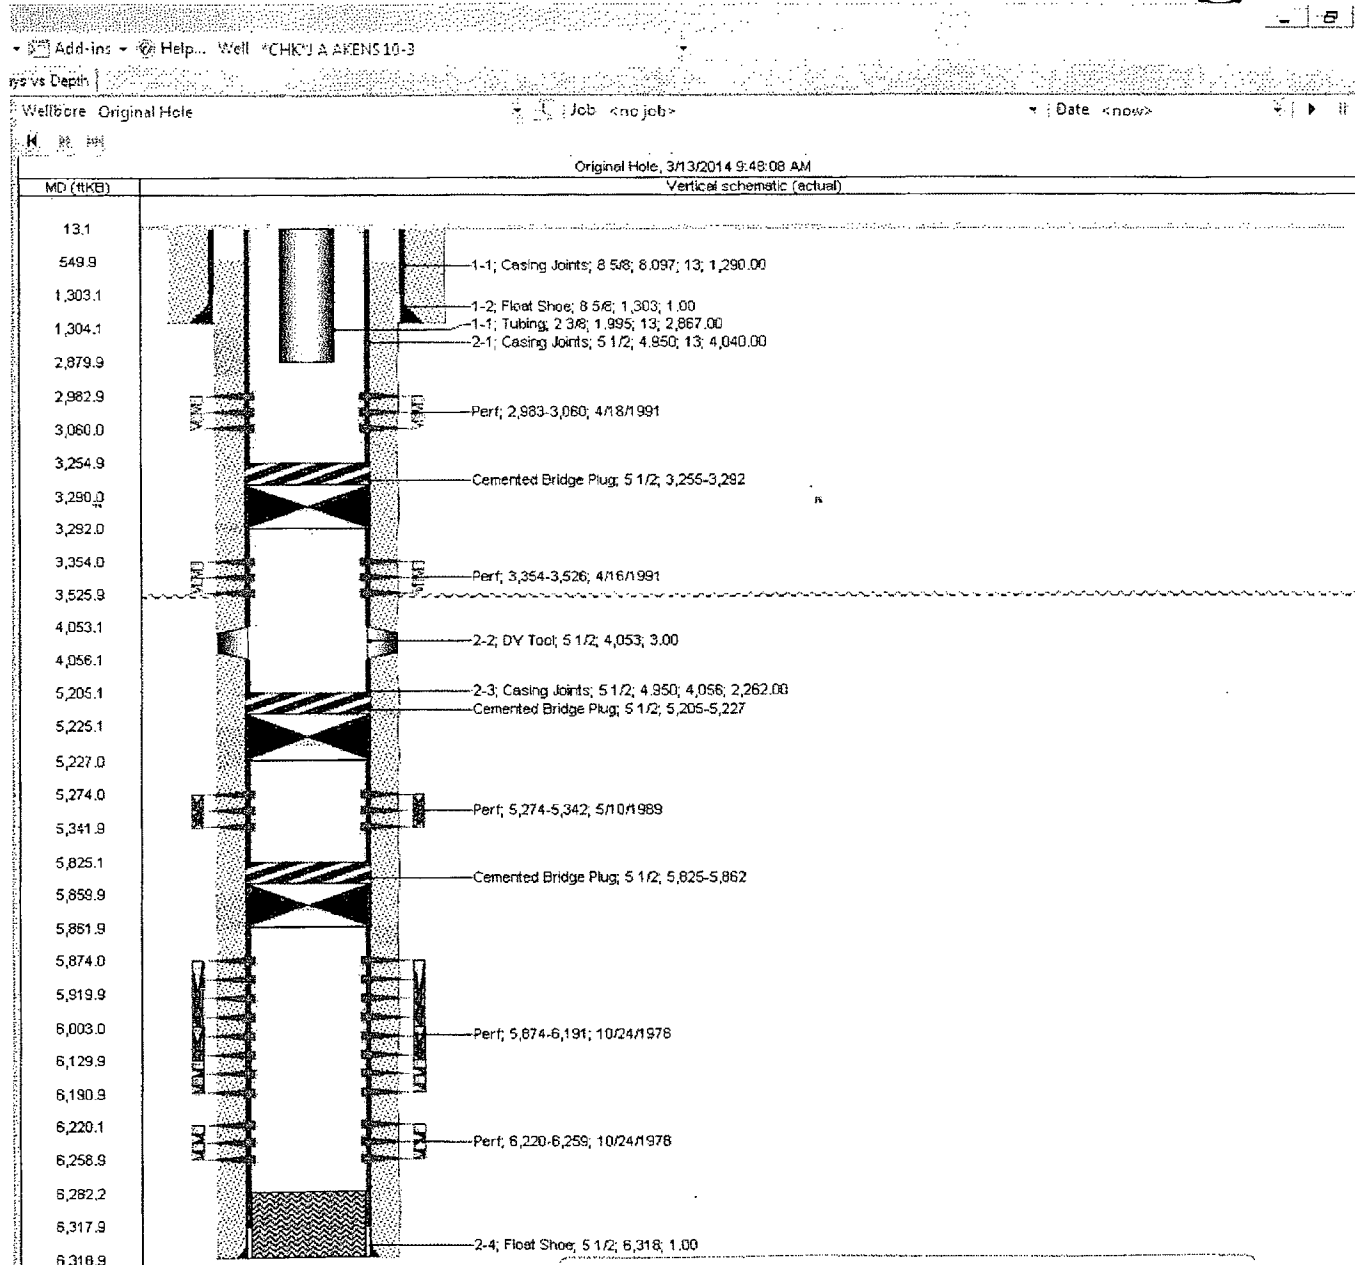 Add-ins Help... Well *CHK*J A AKENS 10-3
ys vs Depth
Wellbore Original Hole Job <no job> Date <now>
Original Hole, 3/13/2014 9:48:08 AM
MD (ftKB) Vertical schematic (actual)
13.1
549.9
1-1; Casing Joints; 8 5/8; 8.097; 13; 1,290.00
1,303.1
1-2; Float Shoe; 8 5/8; 1,303; 1.00
1-1; Tubing; 2 3/8; 1.995; 13; 2,867.00
1,304.1
2-1; Casing Joints; 5 1/2; 4.950; 13; 4,040.00
2,879.9
2,982.9
Perf; 2,983-3,060; 4/18/1991
3,060.0
3,254.9
Cemented Bridge Plug; 5 1/2; 3,255-3,292
3,290.0
3,292.0
3,354.0
Perf; 3,354-3,526; 4/16/1991
3,525.9
4,053.1
2-2; DV Tool; 5 1/2; 4,053; 3.00
4,056.1
5,205.1
2-3; Casing Joints; 5 1/2; 4.950; 4,056; 2,262.00
Cemented Bridge Plug; 5 1/2; 5,205-5,227
5,225.1
5,227.0
5,274.0
Perf; 5,274-5,342; 5/10/1989
5,341.9
5,825.1
Cemented Bridge Plug; 5 1/2; 5,825-5,862
5,859.9
5,861.9
5,874.0
5,919.9
6,003.0
Perf; 5,874-6,191; 10/24/1978
6,129.9
6,190.9
6,220.1
Perf; 6,220-6,259; 10/24/1978
6,258.9
6,282.2
6,317.9
2-4; Float Shoe; 5 1/2; 6,318; 1.00
6,318.9